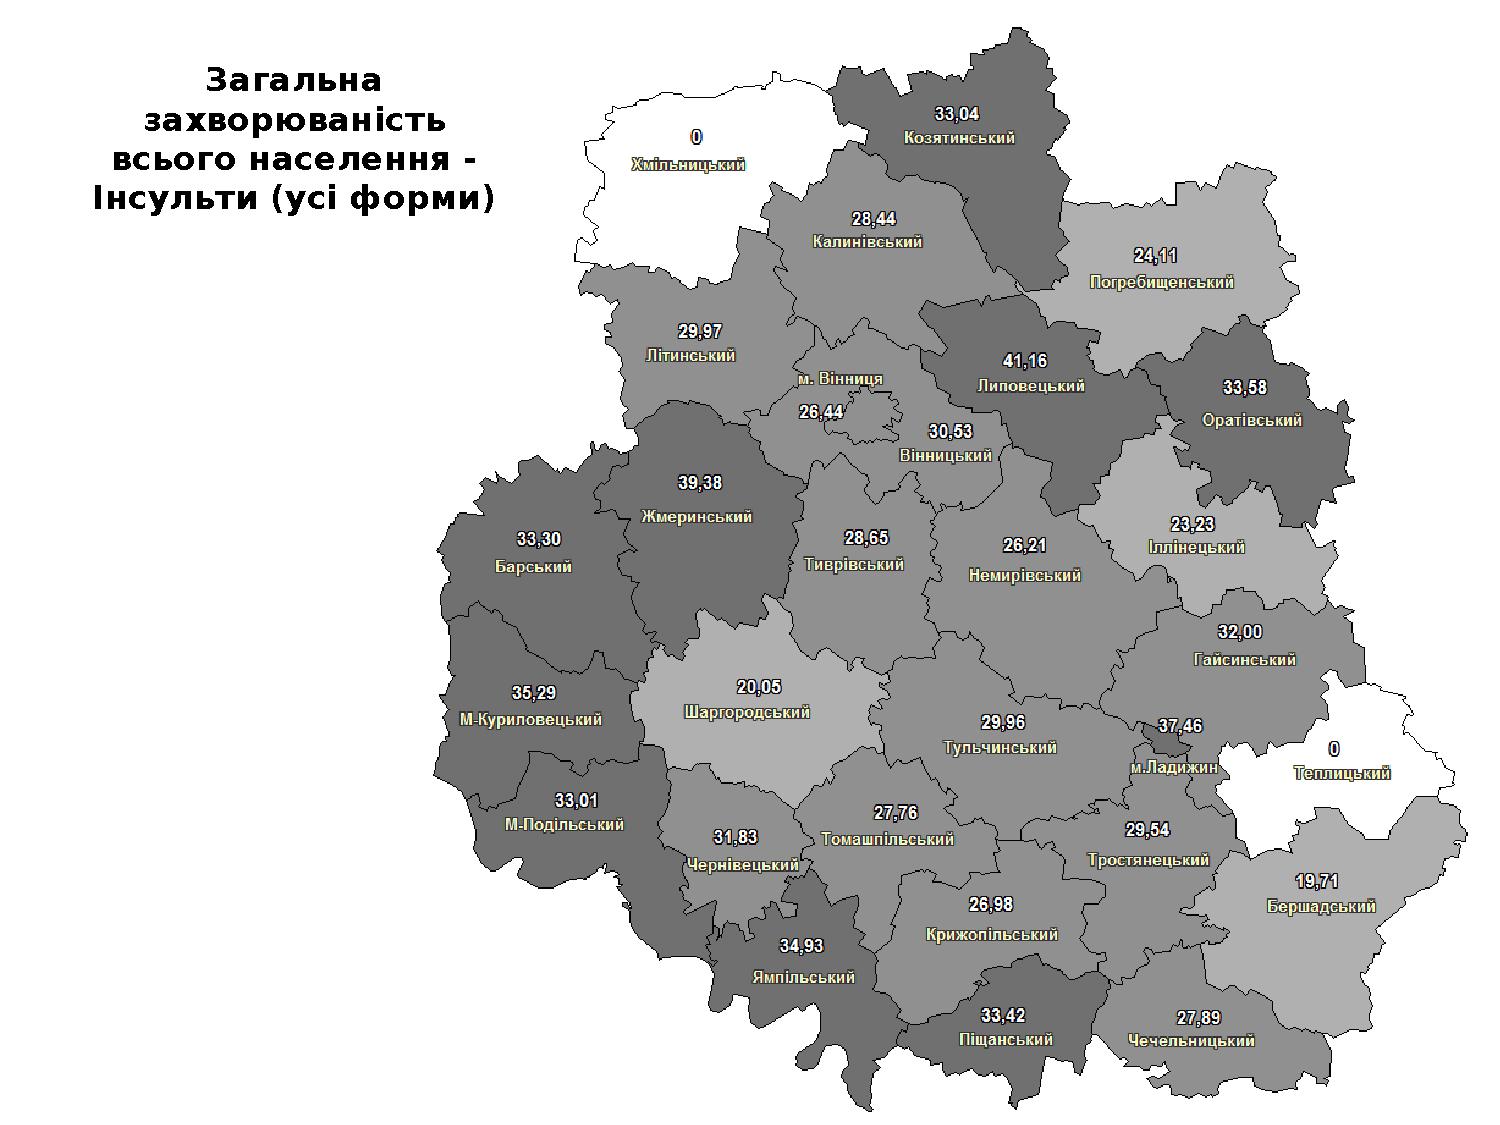 Загальна
захворюваність
всього населення -
Інсульти (усі форми)
33,04
Козятинський
0
Хмільницький
28,44
Калинівський
24,11
Погребищенський
29,97
Літинський
41,16
Липовецький
м. Вінниця
26,44
33,58
Оратівський
30,53
Вінницький
39,38
Жмеринський
23,23
Іллінецький
33,30
Барський
28,65
Тиврівський
26,21
Немирівський
32,00
Гайсинський
35,29
М-Куриловецький
20,05
Шаргородський
29,96
Тульчинський
37,46
м.Ладижин
0
Теплицький
33,01
М-Подільський
31,83
Чернівецький
27,76
Томашпільський
29,54
Тростянецький
19,71
Бершадський
26,98
Крижопільський
34,93
Ямпільський
33,42
Піщанський
27,89
Чечельницький